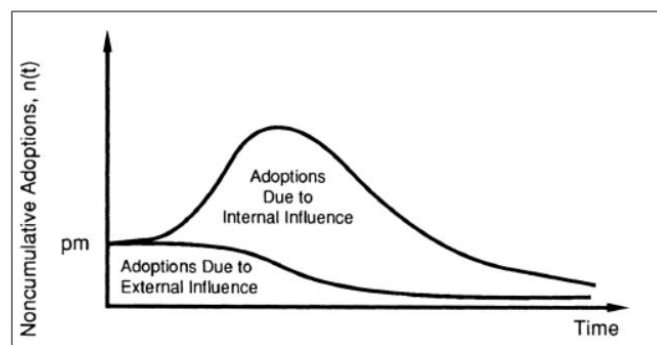 Noncumulative Adoptions, n(t)
Adoptions
Due to
Internal Influence
pm
Adoptions Due to
External Influence
Time